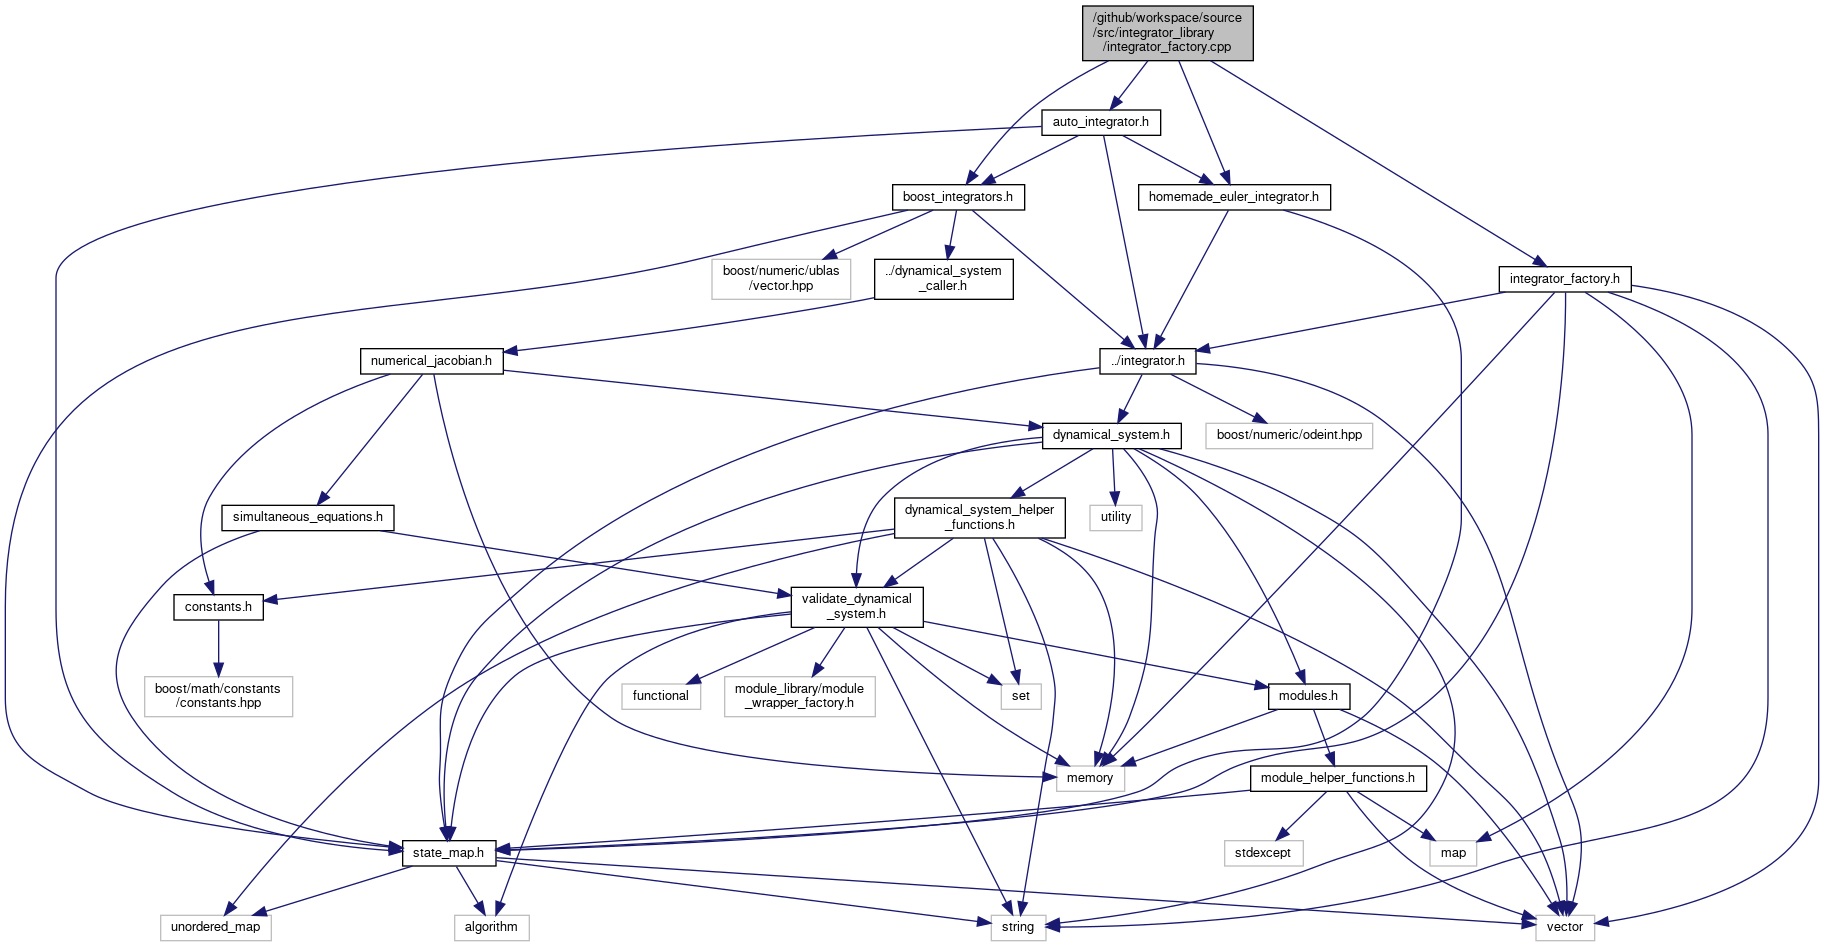 /github/workspace/source
/src/integrator_library
/integrator_factory.cpp
auto_integrator.h
boost_integrators.h
homemade_euler_integrator.h
boost/numeric/ublas
/vector.hpp
../dynamical_system
_caller.h
integrator_factory.h
numerical_jacobian.h
../integrator.h
dynamical_system.h
boost/numeric/odeint.hpp
simultaneous_equations.h
dynamical_system_helper
_functions.h
utility
constants.h
validate_dynamical
_system.h
boost/math/constants
/constants.hpp
functional
module_library/module
_wrapper_factory.h
set
modules.h
memory
module_helper_functions.h
state_map.h
stdexcept
map
unordered_map
algorithm
string
vector